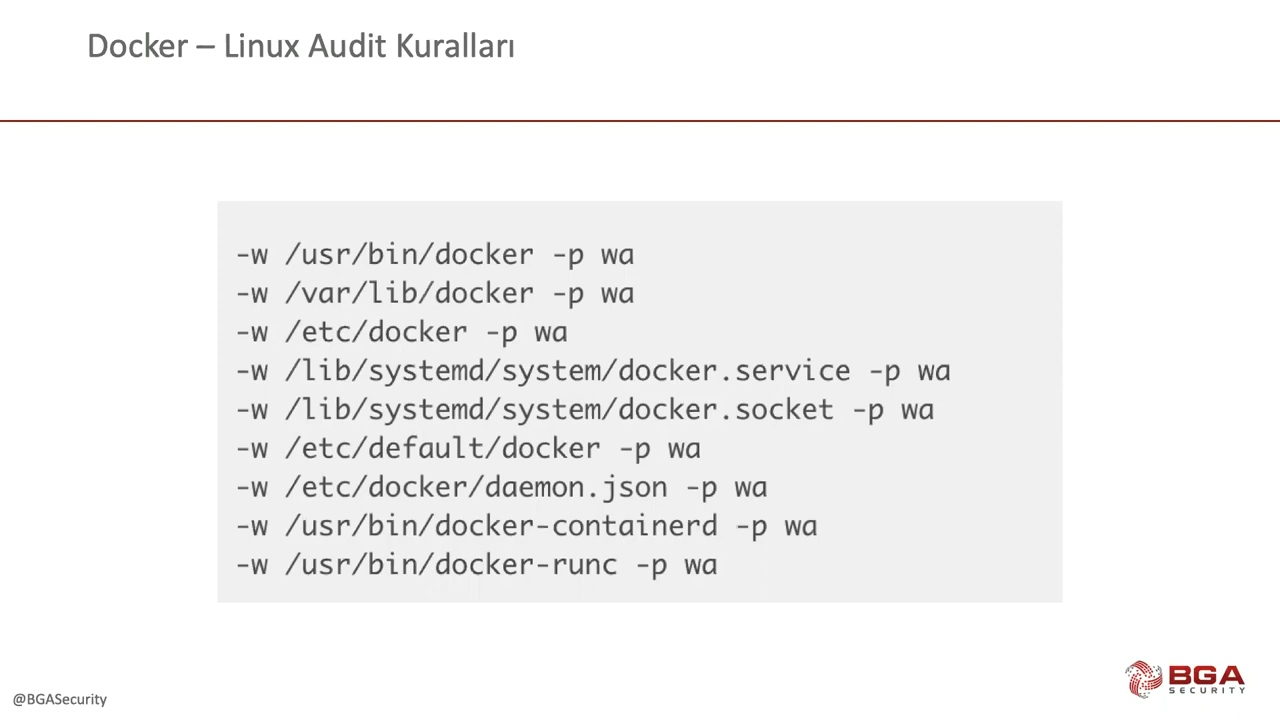 Docker – Linux Audit Kuralları
-w /usr/bin/docker -p wa
-w /var/lib/docker -p wa
-w /etc/docker -p wa
-w /lib/systemd/system/docker.service -p wa
-w /lib/systemd/system/docker.socket -p wa
-w /etc/default/docker -p wa
-w /etc/docker/daemon.json -p wa
-w /usr/bin/docker-containerd -p wa
-w /usr/bin/docker-runc -p wa
@BGASecurity
BGA
SECURITY